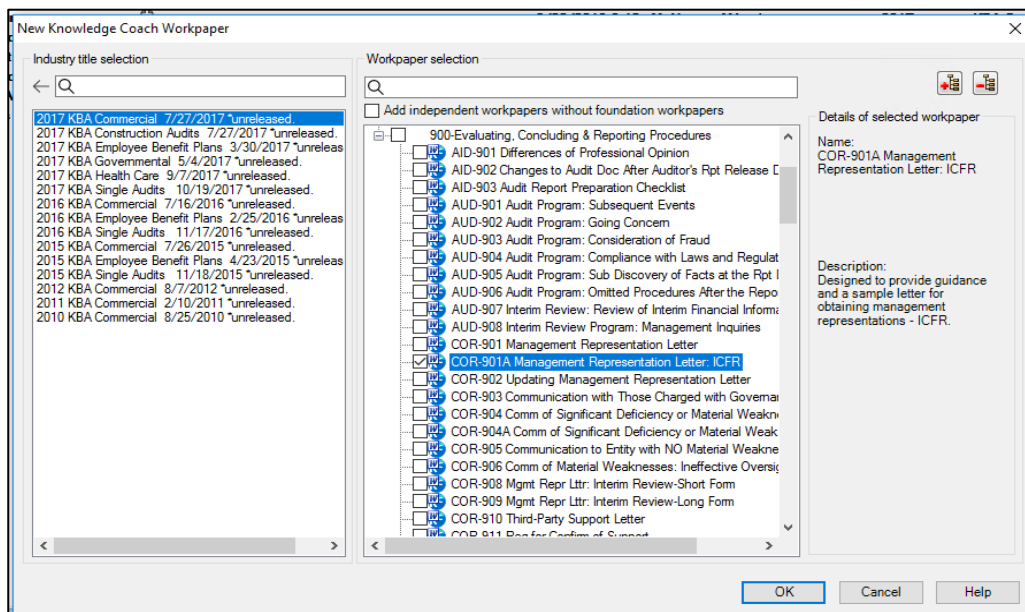 New Knowledge Coach Workpaper
Industry title selection
2017 KBA Commercial 7/27/2017 *unreleased.
2017 KBA Construction Audits 7/27/2017 *unreleased.
2017 KBA Employee Benefit Plans 3/30/2017 *unreleas
2017 KBA Governmental 5/4/2017 *unreleased.
2017 KBA Health Care 9/7/2017 *unreleased.
2017 KBA Single Audits 10/19/2017 *unreleased.
2016 KBA Commercial 7/16/2016 *unreleased.
2016 KBA Employee Benefit Plans 2/25/2016 *unreleas
2016 KBA Single Audits 11/17/2016 *unreleased.
2015 KBA Commercial 7/26/2015 *unreleased.
2015 KBA Employee Benefit Plans 4/23/2015 *unreleas
2015 KBA Single Audits 11/18/2015 *unreleased.
2012 KBA Commercial 8/7/2012 *unreleased.
2011 KBA Commercial 2/10/2011 *unreleased.
2010 KBA Commercial 8/25/2010 *unreleased.
Workpaper selection
Add independent workpapers without foundation workpapers
900-Evaluating, Concluding & Reporting Procedures
AID-901 Differences of Professional Opinion
AID-902 Changes to Audit Doc After Auditor's Rpt Release D
AID-903 Audit Report Preparation Checklist
AUD-901 Audit Program: Subsequent Events
AUD-902 Audit Program: Going Concern
AUD-903 Audit Program: Consideration of Fraud
AUD-904 Audit Program: Compliance with Laws and Regulat
AUD-905 Audit Program: Sub Discovery of Facts at the Rpt
AUD-906 Audit Program: Omitted Procedures After the Repo
AUD-907 Interim Review: Review of Interim Financial Informa
AUD-908 Interim Review Program: Management Inquiries
COR-901 Management Representation Letter
COR-901A Management Representation Letter: ICFR
COR-902 Updating Management Representation Letter
COR-903 Communication with Those Charged with Governa
COR-904 Comm of Significant Deficiency or Material Weakn
COR-904A Comm of Significant Deficiency or Material Weak
COR-905 Communication to Entity with NO Material Weakne
COR-906 Comm of Material Weaknesses: Ineffective Oversig
COR-908 Mgmt Repr Lttr: Interim Review-Short Form
COR-909 Mgmt Repr Lttr: Interim Review-Long Form
COR-910 Third-Party Support Letter
COR-911 Req for Confirm of Support
Details of selected workpaper
Name:
COR-901A Management
Representation Letter: ICFR
Description:
Designed to provide guidance
and a sample letter for
obtaining management
representations - ICFR.
OK
Cancel
Help